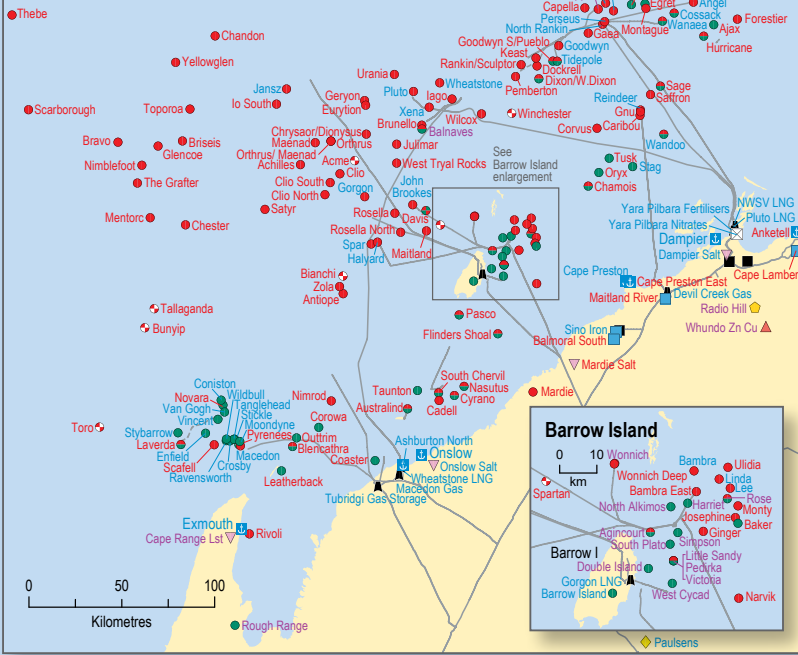 Thebe
Capella
Egret
Angel
Perseus
Cossack
Forestier
North Rankin
Wanaea
Ajax
Gaea
Montague
Chandon
Hurricane
Goodwyn S/Pueblo
Goodwyn
Keast
Tidepole
Yellowglen
Rankin/Sculptor
Dockrell
Urania
Dixon/W.Dixon
Wheatstone
Pemberton
Sage
Jansz
Pluto
Saffron
Geryon
Iago
Reindeer
Io South
Eurytion
Xena
Scarborough
Toporoa
Wilcox
Winchester
Gnu
Brunello
Caribou
Chrysaor/Dionysus
Balnaves
Corvus
Bravo
Briseis
Maenad
Orthrus
Julimar
Wandoo
Glencoe
Orthrus/ Maenad
See
Barrow Island
enlargement
Tusk
Nimblefoot
Achilles
Acme
West Tryal Rocks
Stag
Clio
Oryx
The Grafter
Clio South
John
Brookes
Chamois
Clio North
Gorgon
NWSV LNG
Satyr
Yara Pilbara Fertilisers
Mentorc
Rosella
Davis
Pluto LNG
Chester
Yara Pilbara Nitrates
Rosella North
Anketell
Spar
Dampier
Halyard
Maitland
Dampier Salt
Bianchi
Cape Preston
Cape Lamber
Zola
Cape Preston East
Antiope
Maitland River
Devil Creek Gas
Tallaganda
Radio Hill
Pasco
Bunyip
Flinders Shoal
Sino Iron
Whundo Zn Cu
Balmoral South
Mardie Salt
South Chervil
Coniston
Taunton
Nasutus
Mardie
Novara
Wildbull
Nimrod
Cyrano
Van Gogh
Tanglehead
Australind
Cadell
Vincent
Stickle
Corowa
Toro
Moondyne
Stybarrow
Pyrenees
Outtrim
Ashburton North
Laverda
Blencathra
Onslow
Enfield
Macedon
Coaster
Onslow Salt
Scafell
Crosby
Wheatstone LNG
Ravensworth
Leatherback
Macedon Gas
Tubridgi Gas Storage
Exmouth
Cape Range Lst
Rivoli
0 50 100
Kilometres
Rough Range
Barrow Island
0 10
km
Wonnich
Bambra
Ulidia
Wonnich Deep
Linda
Spartan
Bambra East
Lee
Rose
North Alkimos
Harriet
Monty
Josephine
Baker
Agincourt
Ginger
South Plato
Simpson
Barrow I
Little Sandy
Double Island
Pedirka
Gorgon LNG
Victoria
Barrow Island
West Cycad
Narvik
Paulsens